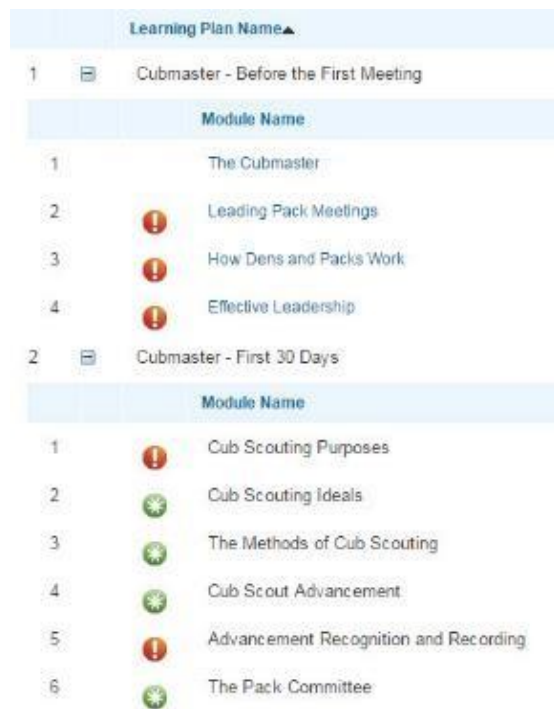 Learning Plan Name
1 Cubmaster - Before the First Meeting
Module Name
1 The Cubmaster
2 Leading Pack Meetings
3 How Dens and Packs Work
4 Effective Leadership
2 Cubmaster - First 30 Days
Module Name
1 Cub Scouting Purposes
2 Cub Scouting Ideals
3 The Methods of Cub Scouting
4 Cub Scout Advancement
5 Advancement Recognition and Recording
6 The Pack Committee